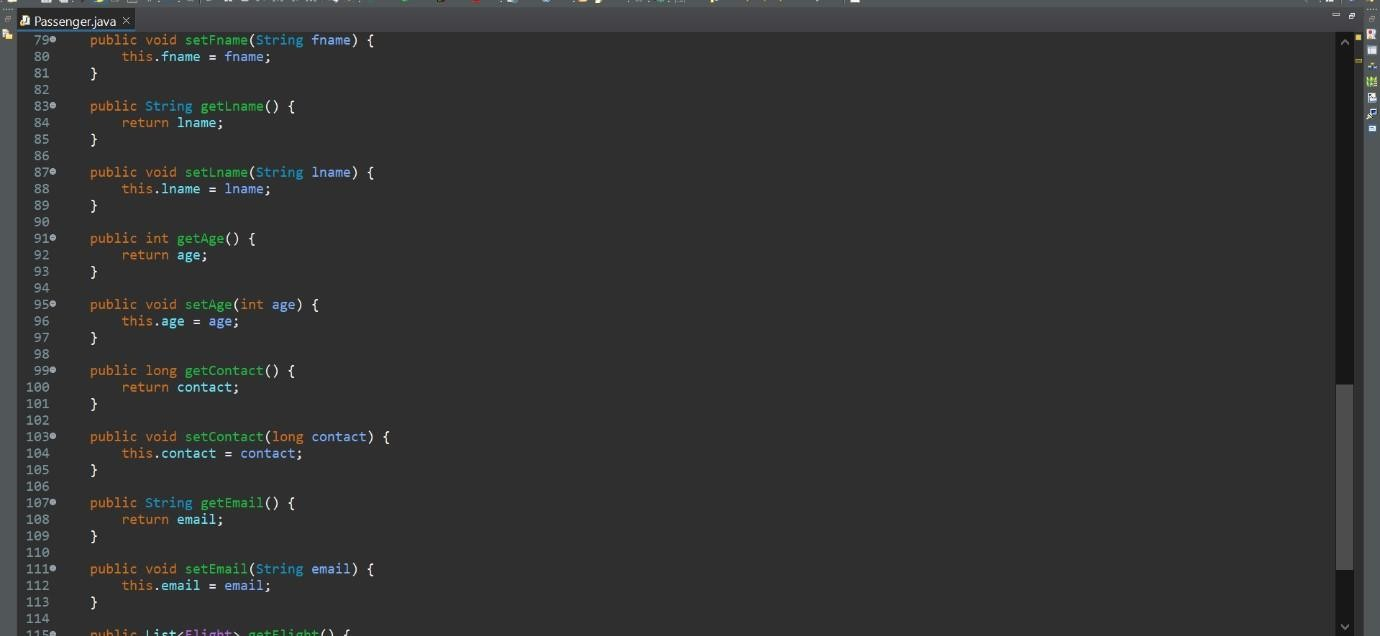 Passenger.java
79 public void setFname(String fname) {
80 this.fname = fname;
81 }
82
83 public String getLname() {
84 return lname;
85 }
86
87 public void setLname(String lname) {
88 this.lname = lname;
89 }
90
91 public int getAge() {
92 return age;
93 }
94
95 public void setAge(int age) {
96 this.age = age;
97 }
98
99 public long getContact() {
100 return contact;
101 }
102
103 public void setContact(long contact) {
104 this.contact = contact;
105 }
106
107 public String getEmail() {
108 return email;
109 }
110
111 public void setEmail(String email) {
112 this.email = email;
113 }
114
115 public List<Flight> getFlight() {